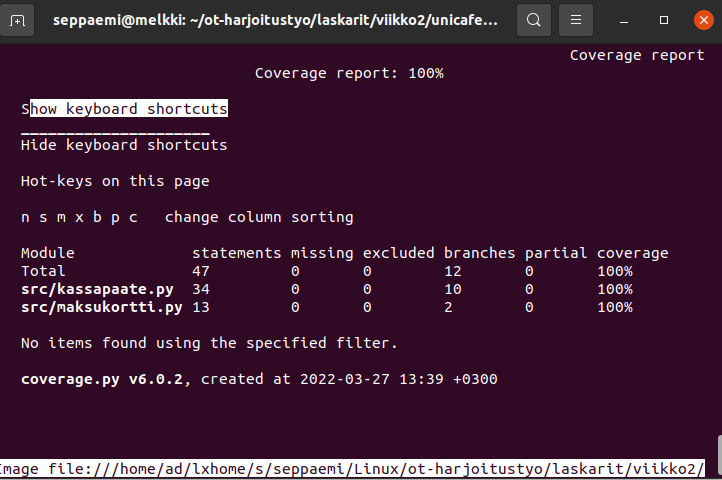 seppaemi@melkki: ~/ot-harjoitustyo/laskarit/viikko2/unicafe...
Coverage report
Coverage report: 100%
Show keyboard shortcuts
_____________________
Hide keyboard shortcuts
Hot-keys on this page
n s m x b p c   change column sorting
Module statements missing excluded branches partial coverage
Total 47 0 0 12 0 100%
src/kassapaate.py 34 0 0 10 0 100%
src/maksukortti.py 13 0 0 2 0 100%
No items found using the specified filter.
coverage.py v6.0.2, created at 2022-03-27 13:39 +0300
Image file:///home/ad/lxhome/s/seppaemi/Linux/ot-harjoitustyo/laskarit/viikko2/